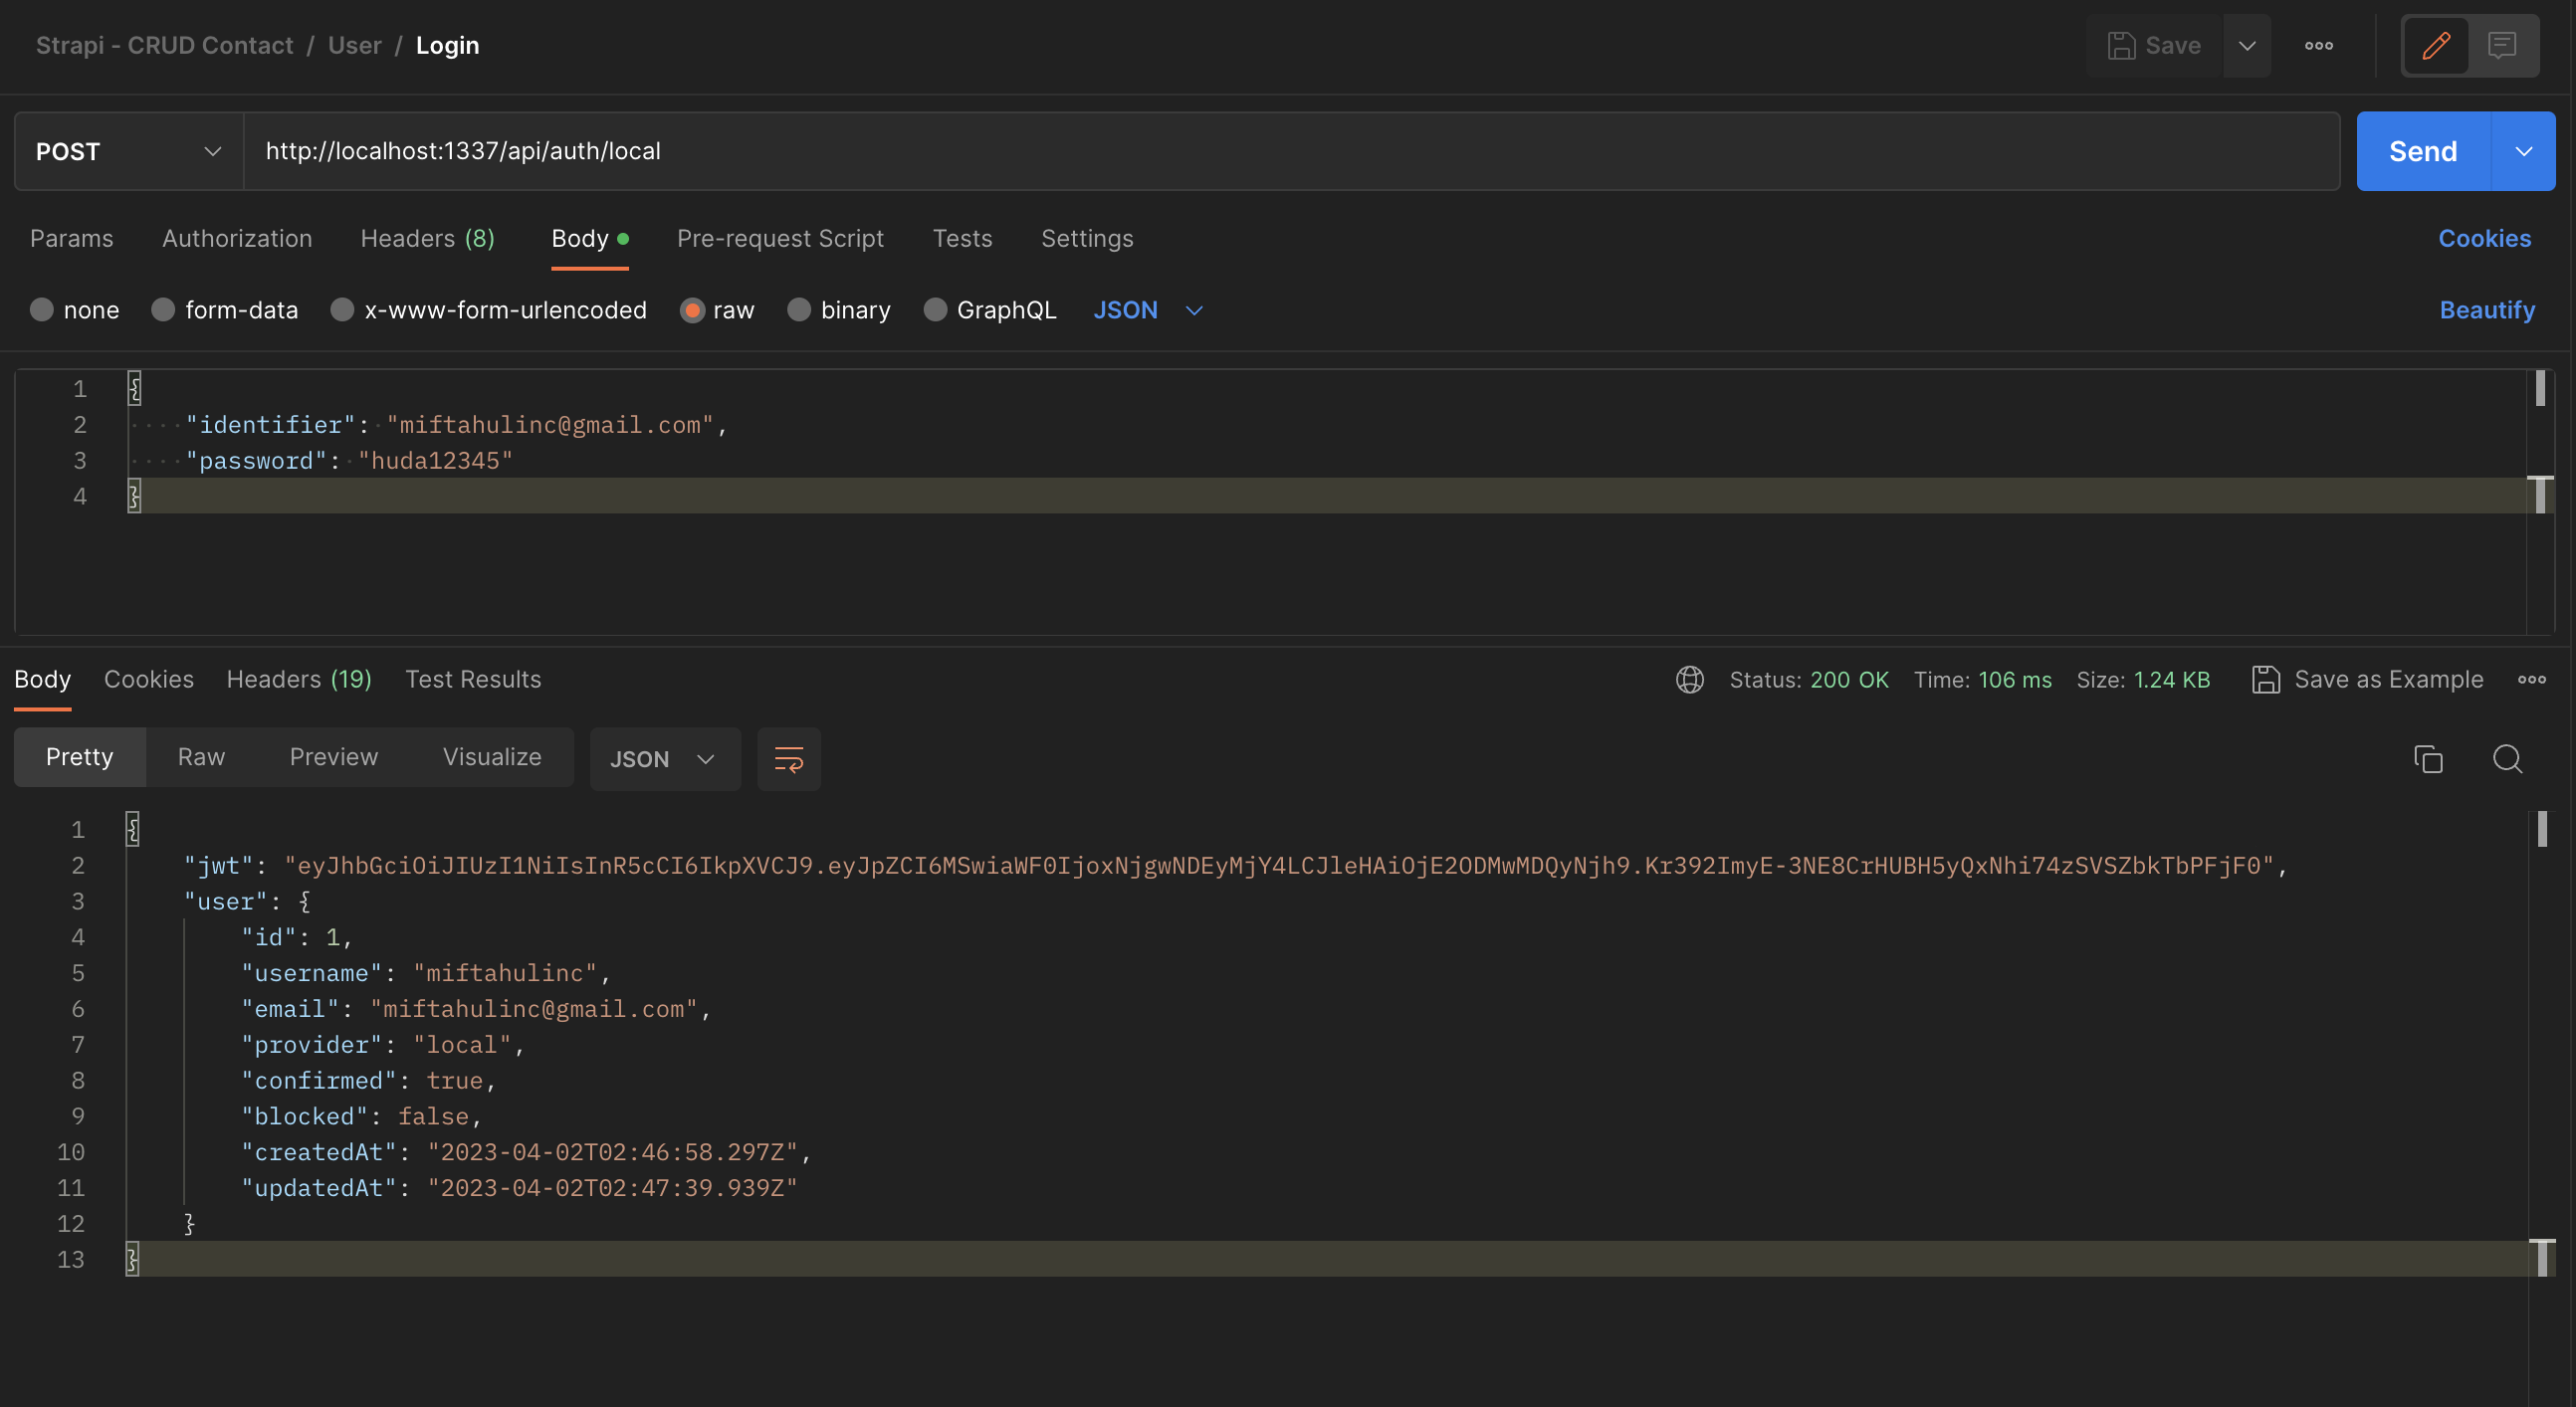 Strapi - CRUD Contact / User / Login
Save
POST http://localhost:1337/api/auth/local Send
Params Authorization Headers (8) Body Pre-request Script Tests Settings Cookies
none form-data x-www-form-urlencoded raw binary GraphQL JSON Beautify
1 {
2 ····"identifier":·"miftahulinc@gmail.com",
3 ····"password":·"huda12345"
4 }
Body Cookies Headers (19) Test Results Status: 200 OK Time: 106 ms Size: 1.24 KB Save as Example
Pretty Raw Preview Visualize JSON
1 {
2 "jwt": "eyJhbGciOiJIUzI1NiIsInR5cCI6IkpXVCJ9.eyJpZCI6MSwiaWF0IjoxNjgwNDEyMjY4LCJleHAiOjE2ODMwMDQyNjh9.Kr392ImyE-3NE8CrHUBH5yQxNhi74zSVSZbkTbPFjF0",
3 "user": {
4 "id": 1,
5 "username": "miftahulinc",
6 "email": "miftahulinc@gmail.com",
7 "provider": "local",
8 "confirmed": true,
9 "blocked": false,
10 "createdAt": "2023-04-02T02:46:58.297Z",
11 "updatedAt": "2023-04-02T02:47:39.939Z"
12 }
13 }